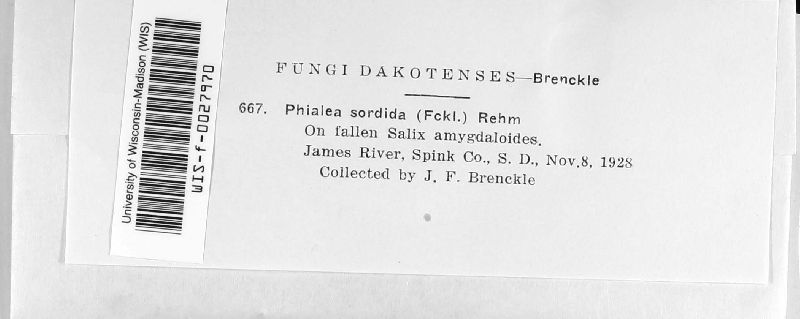 University of Wisconsin-Madison (WIS)
WIS-f-0027970
FUNGI DAKOTENSES—Brenckle
667. Phialea sordida (Fckl.) Rehm
On fallen Salix amygdaloides.
James River, Spink Co., S. D., Nov.8, 1928
Collected by J. F. Brenckle